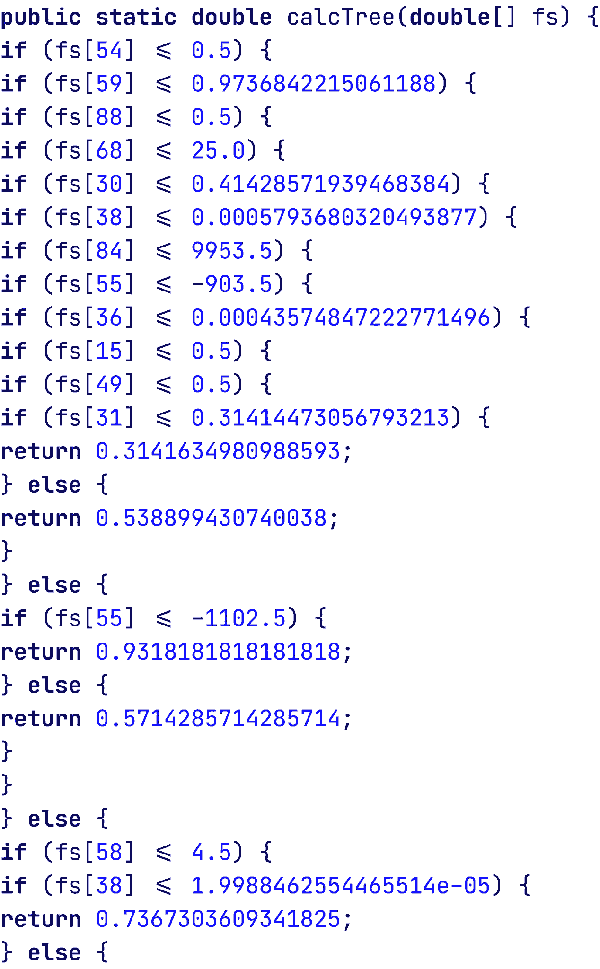 public static double calcTree(double[] fs) {
if (fs[54] <= 0.5) {
if (fs[59] <= 0.9736842215061188) {
if (fs[88] <= 0.5) {
if (fs[68] <= 25.0) {
if (fs[30] <= 0.41428571939468384) {
if (fs[38] <= 0.0005793680320493877) {
if (fs[84] <= 9953.5) {
if (fs[55] <= -903.5) {
if (fs[36] <= 0.00043574847222771496) {
if (fs[15] <= 0.5) {
if (fs[49] <= 0.5) {
if (fs[31] <= 0.31414473056793213) {
return 0.3141634980988593;
} else {
return 0.538899430740038;
}
} else {
if (fs[55] <= -1102.5) {
return 0.9318181818181818;
} else {
return 0.5714285714285714;
}
}
} else {
if (fs[58] <= 4.5) {
if (fs[38] <= 1.9988462554465514e-05) {
return 0.7367303609341825;
} else {